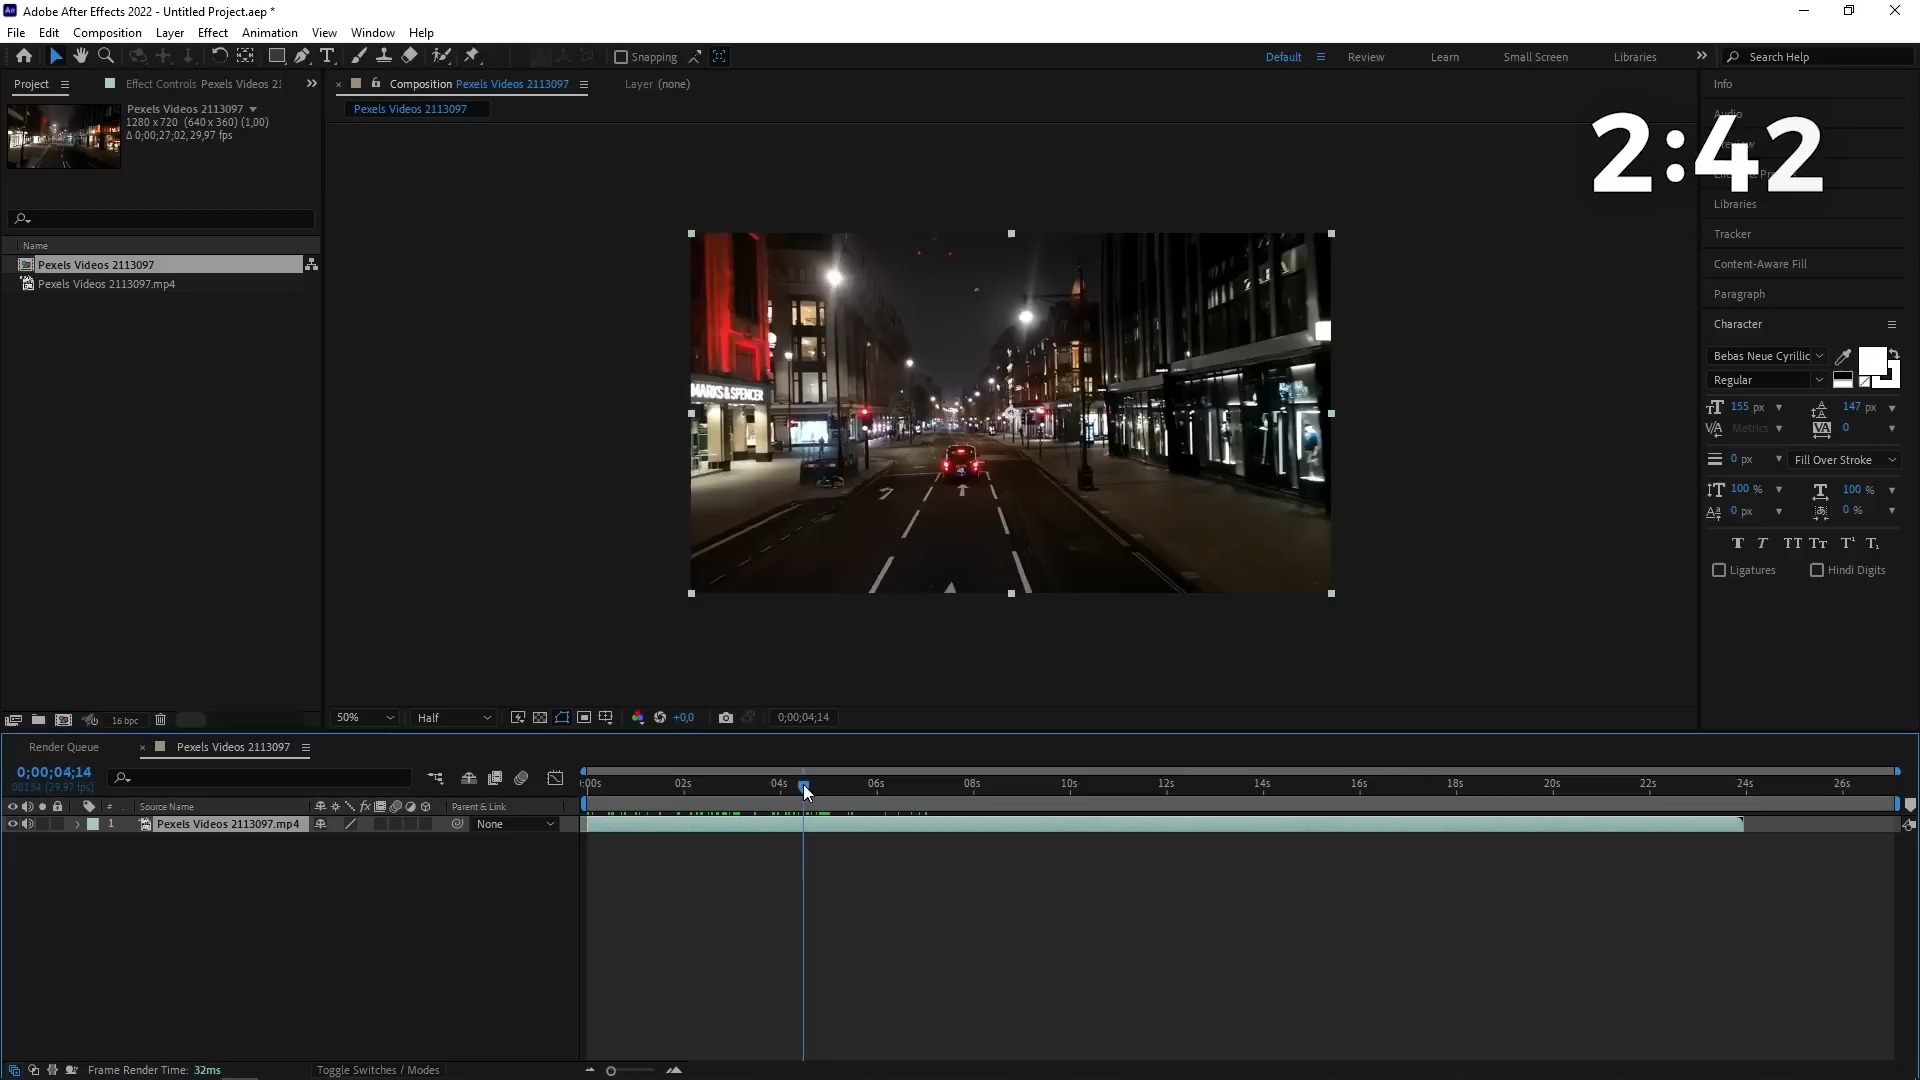 Adobe After Effects 2022 - Untitled Project.aep *
File Edit Composition Layer Effect Animation View Window Help
Snapping
Default Review Learn Small Screen Libraries Search Help
Project Effect Controls Pexels Videos 21
Composition Pexels Videos 2113097
Layer (none)
Pexels Videos 2113097
Pexels Videos 2113097
1280 x 720 (640 x 360) (1,00)
Δ 0;00;27;02, 29,97 fps
Name
Pexels Videos 2113097
Pexels Videos 2113097.mp4
16 bpc
MARKS & SPENCER
50% Half +0,0 0;00;04;14
2:42
Info
Audio
Libraries
Tracker
Content-Aware Fill
Paragraph
Character
Bebas Neue Cyrillic
Regular
155 px 147 px
Metrics 0
0 px Fill Over Stroke
100 % 100 %
0 px 0 %
Ligatures Hindi Digits
Render Queue Pexels Videos 2113097
0;00;04;14
00134 (29.97 fps)
:00s 02s 04s 06s 08s 10s 12s 14s 16s 18s 20s 22s 24s 26s
# Source Name Parent & Link
1 Pexels Videos 2113097.mp4 None
Frame Render Time: 32ms Toggle Switches / Modes